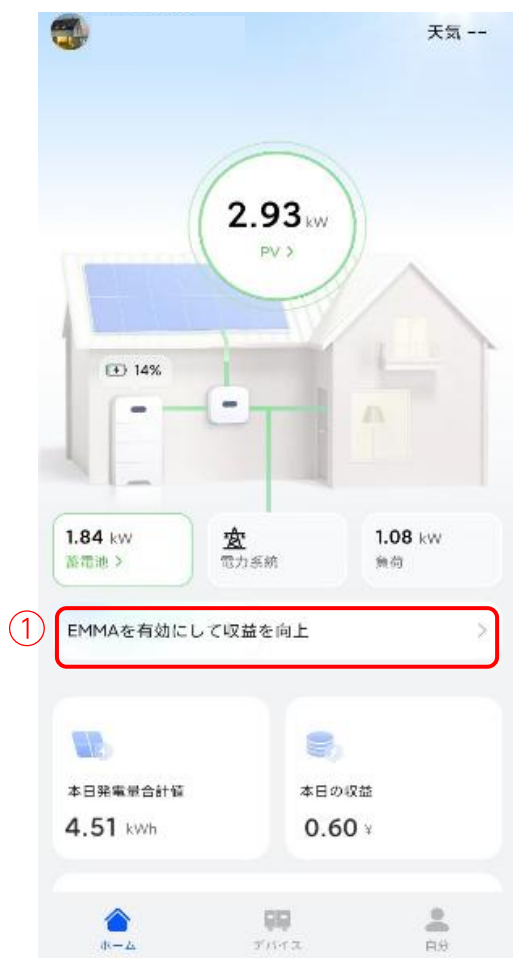 天気 --
2.93 kW
PV >
14%
1.84 kW
蓄電池 >
電力系統
1.08 kW
負荷
①
EMMAを有効にして収益を向上 >
本日発電量合計値
4.51 kWh
本日の収益
0.60 ¥
ホーム
デバイス
自分